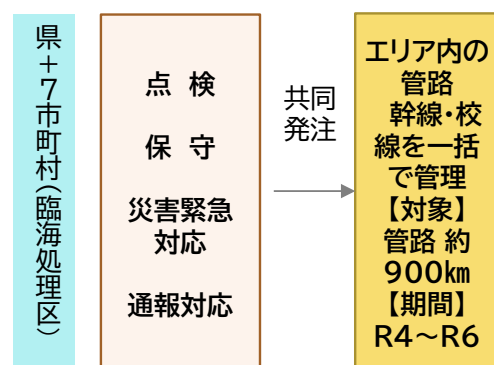 県＋7市町村（臨海処理区）
点 検
保 守
災害緊急
対応
通報対応
共同
発注
エリア内の
管路
幹線・校
線を一括
で管理
【対象】
管路 約
900㎞
【期間】
R4～R6